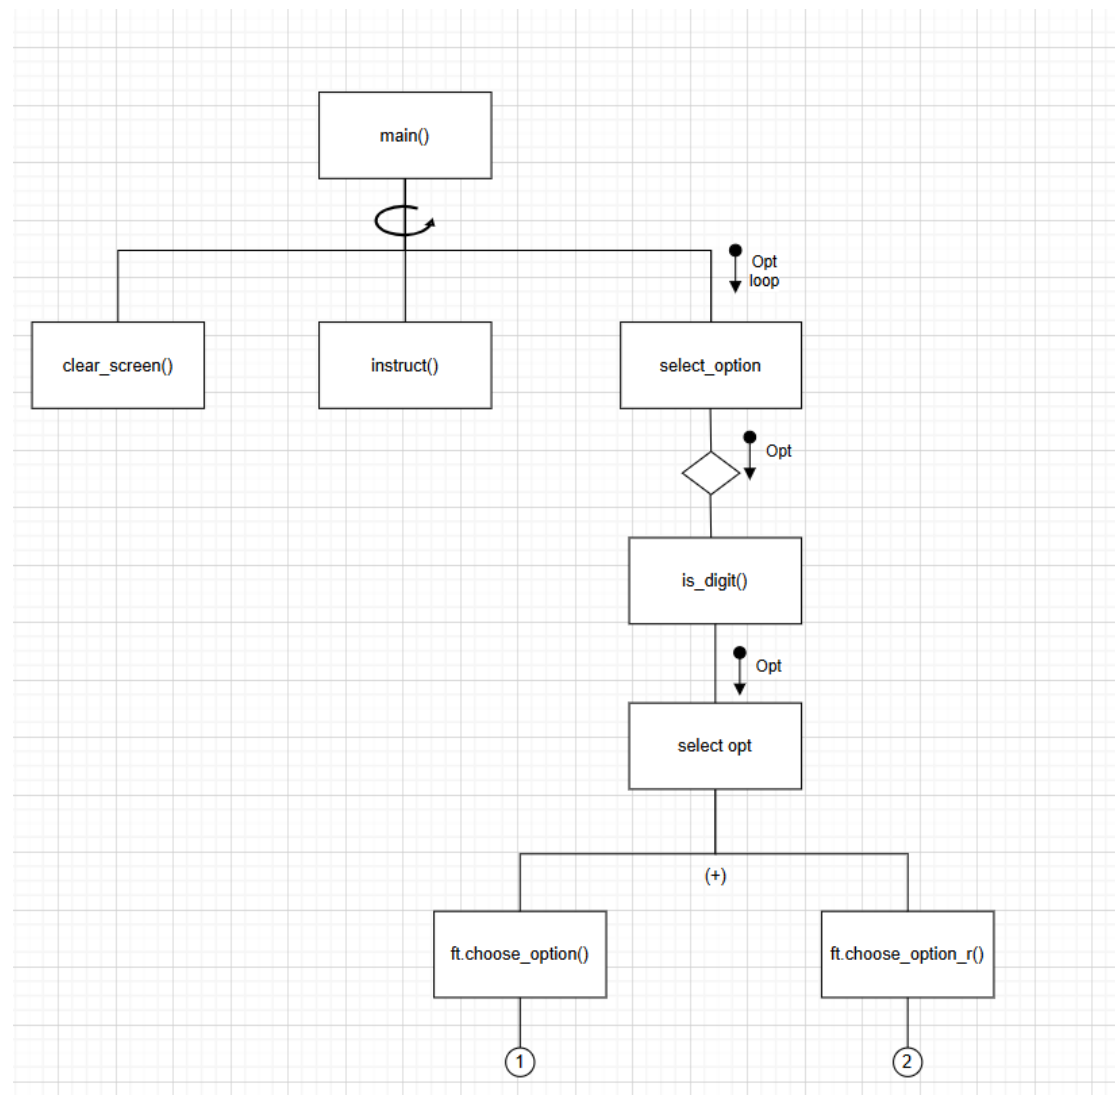 main()
Opt
loop
clear_screen()
instruct()
select_option
Opt
is_digit()
Opt
select opt
(+)
ft.choose_option()
ft.choose_option_r()
1
2